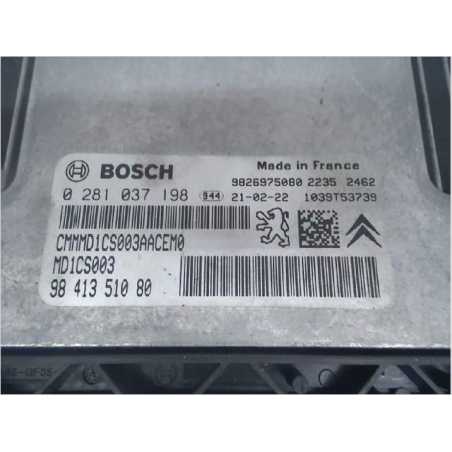 BOSCH
Made in France
0 281 037 198 944
9826975080 2235 2462
21-02-22 1039T53739
CMMMD1CS003AACEM0
MD1CS003
98 413 510 80